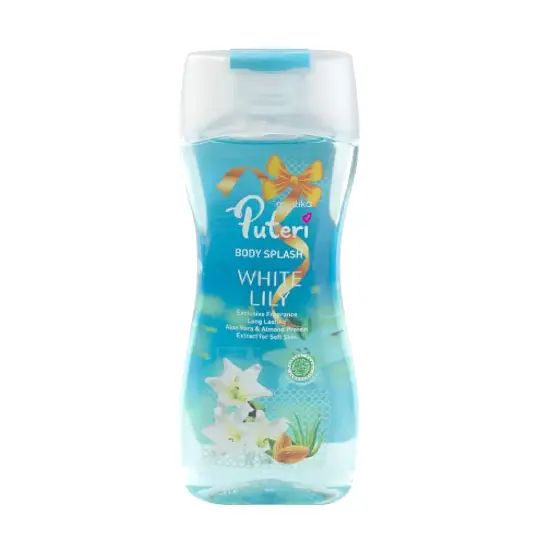 Puteri
BODY SPLASH
WHITE
LILY
Exclusive Fragrance
Long Lasting
Aloe Vera & Almond Protein
Extract for Soft Skin